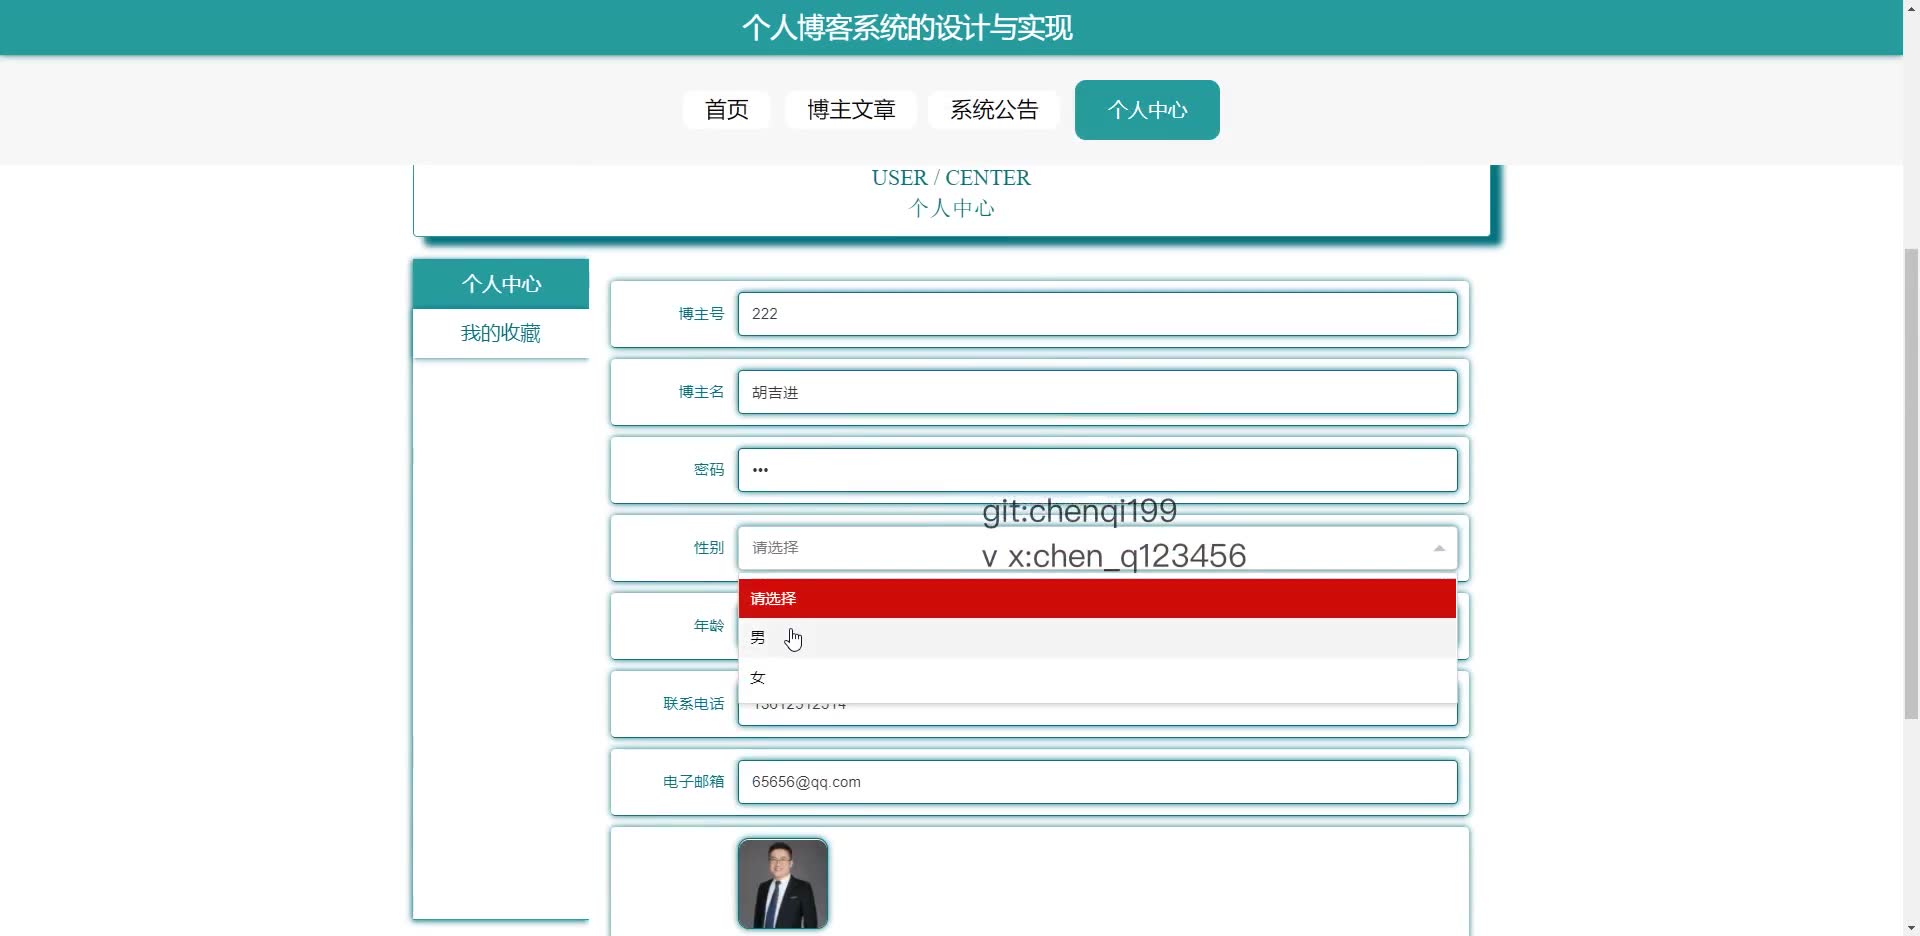 个人博客系统的设计与实现
首页
博主文章
系统公告
个人中心
USER / CENTER
个人中心
个人中心
我的收藏
博主号
222
博主名
胡吉进
密码
•••
git:chenqi199
性别
请选择
v x:chen_q123456
请选择
年龄
男
女
联系电话
电子邮箱
65656@qq.com